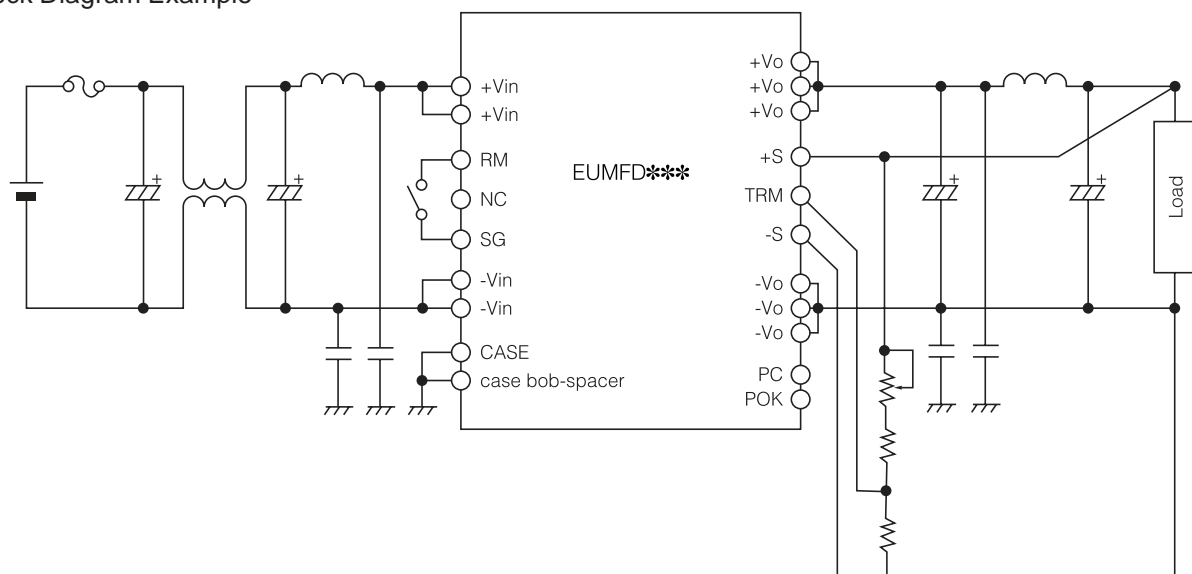 ck Diagram Example
+Vin
+Vin
RM
NC
SG
-Vin
-Vin
CASE
case bob-spacer
EUMFD✱✱✱
+Vo
+Vo
+Vo
+S
TRM
-S
-Vo
-Vo
-Vo
PC
POK
+
+
+
+
Load